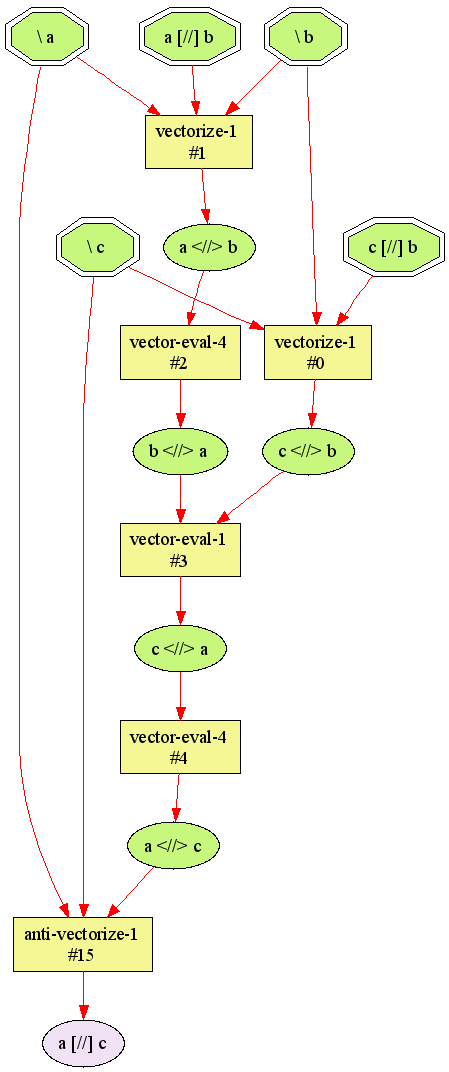 \ a
a [//] b
\ b
vectorize-1
#1
a <//> b
\ c
c [//] b
vector-eval-4
#2
vectorize-1
#0
b <//> a
c <//> b
vector-eval-1
#3
c <//> a
vector-eval-4
#4
a <//> c
anti-vectorize-1
#15
a [//] c